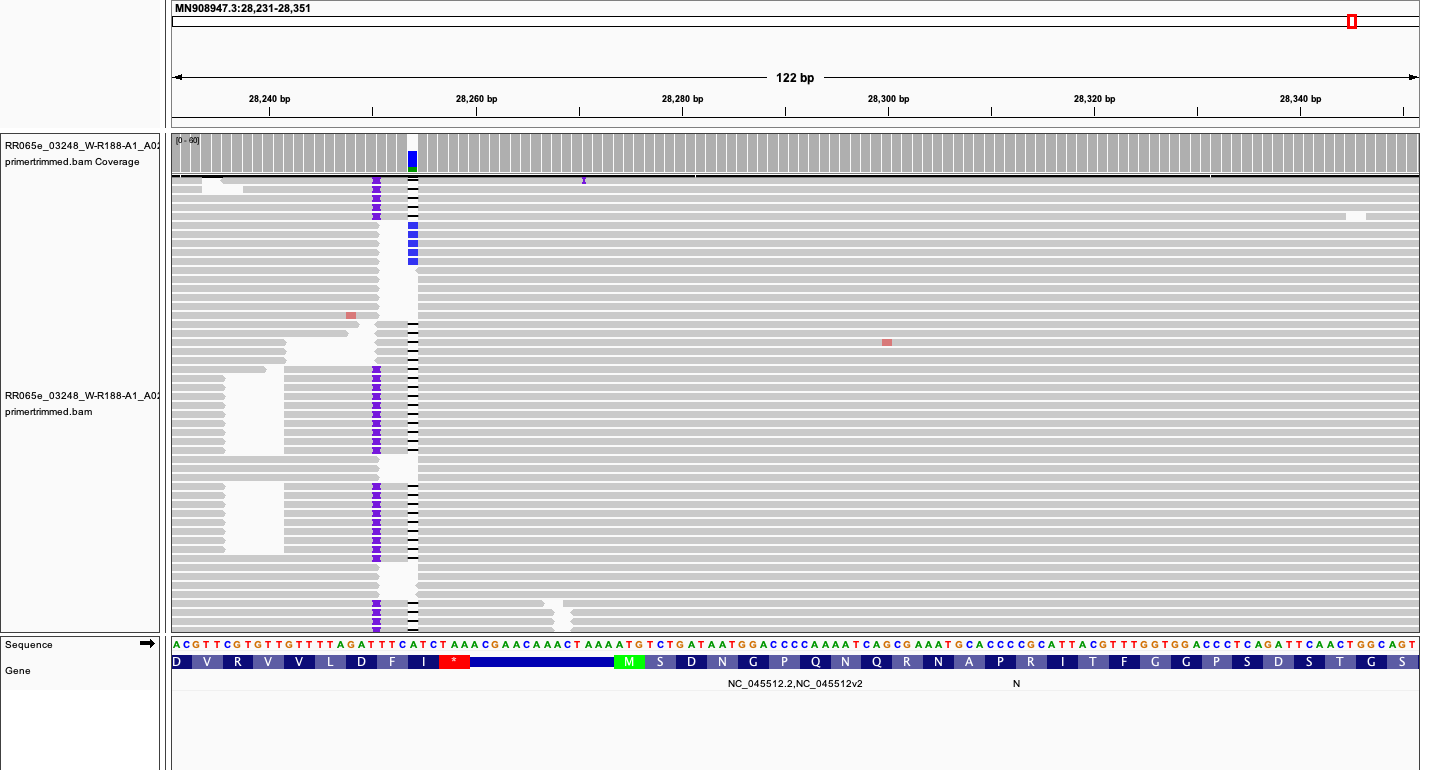 MN908947.3:28,231-28,351
122 bp
28,240 bp 28,260 bp 28,280 bp 28,300 bp 28,320 bp 28,340 bp
RR065e_03248_W-R188-A1_A02
primertrimmed.bam Coverage
[0 - 60]
RR065e_03248_W-R188-A1_A02
primertrimmed.bam
Sequence
A C G T T C G T G T T G T T T T A G A T T T C A T C T A A A C G A A C A A A C T A A A A T G T C T G A T A A T G G A C C C C A A A A T C A G C G A A A T G C A C C C C G C A T T A C G T T T G G T G G A C C C T C A G A T T C A A C T G G C A G T
Gene
D V R V V L D F I * M S D N G P Q N Q R N A P R I T F G G P S D S T G S
NC_045512.2,NC_045512v2 N